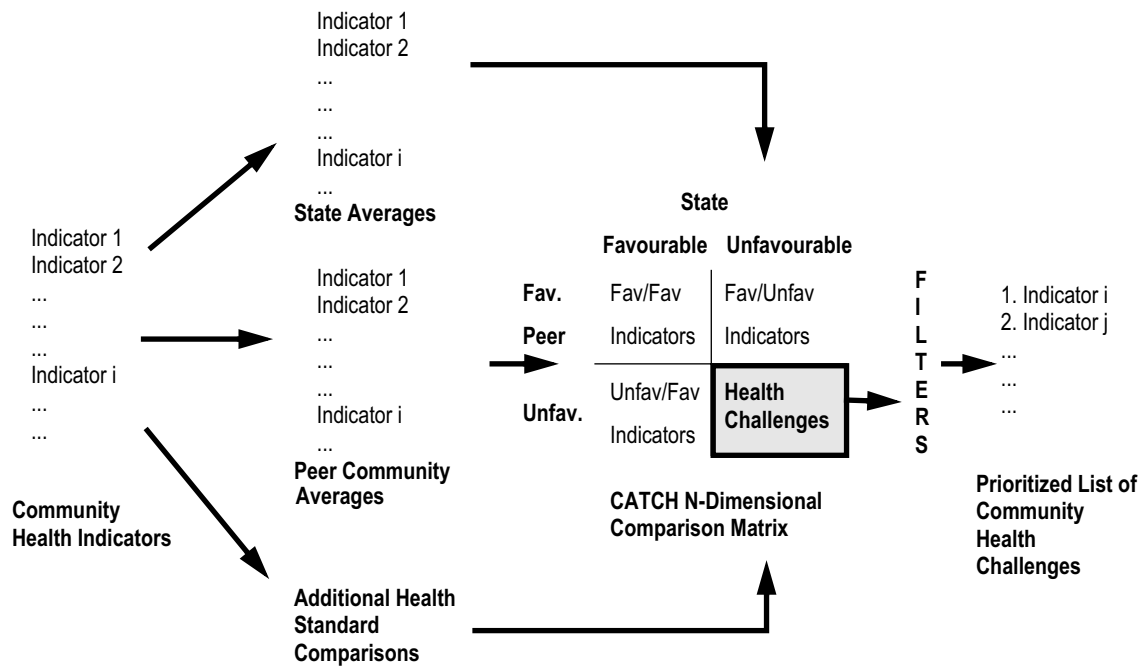 Indicator 1
Indicator 2
...
...
...
Indicator i
...
State Averages
Indicator 1
Indicator 2
...
...
...
Indicator i
...
...
Community
Health Indicators
Indicator 1
Indicator 2
...
...
...
Indicator i
...
Peer Community
Averages
Additional Health
Standard
Comparisons
State
Favourable Unfavourable
Fav.
Peer
Unfav.
Fav/Fav
Indicators
Fav/Unfav
Indicators
Unfav/Fav
Indicators
Health
Challenges
CATCH N-Dimensional
Comparison Matrix
F
I
L
T
E
R
S
1. Indicator i
2. Indicator j
...
...
...
Prioritized List of
Community
Health
Challenges